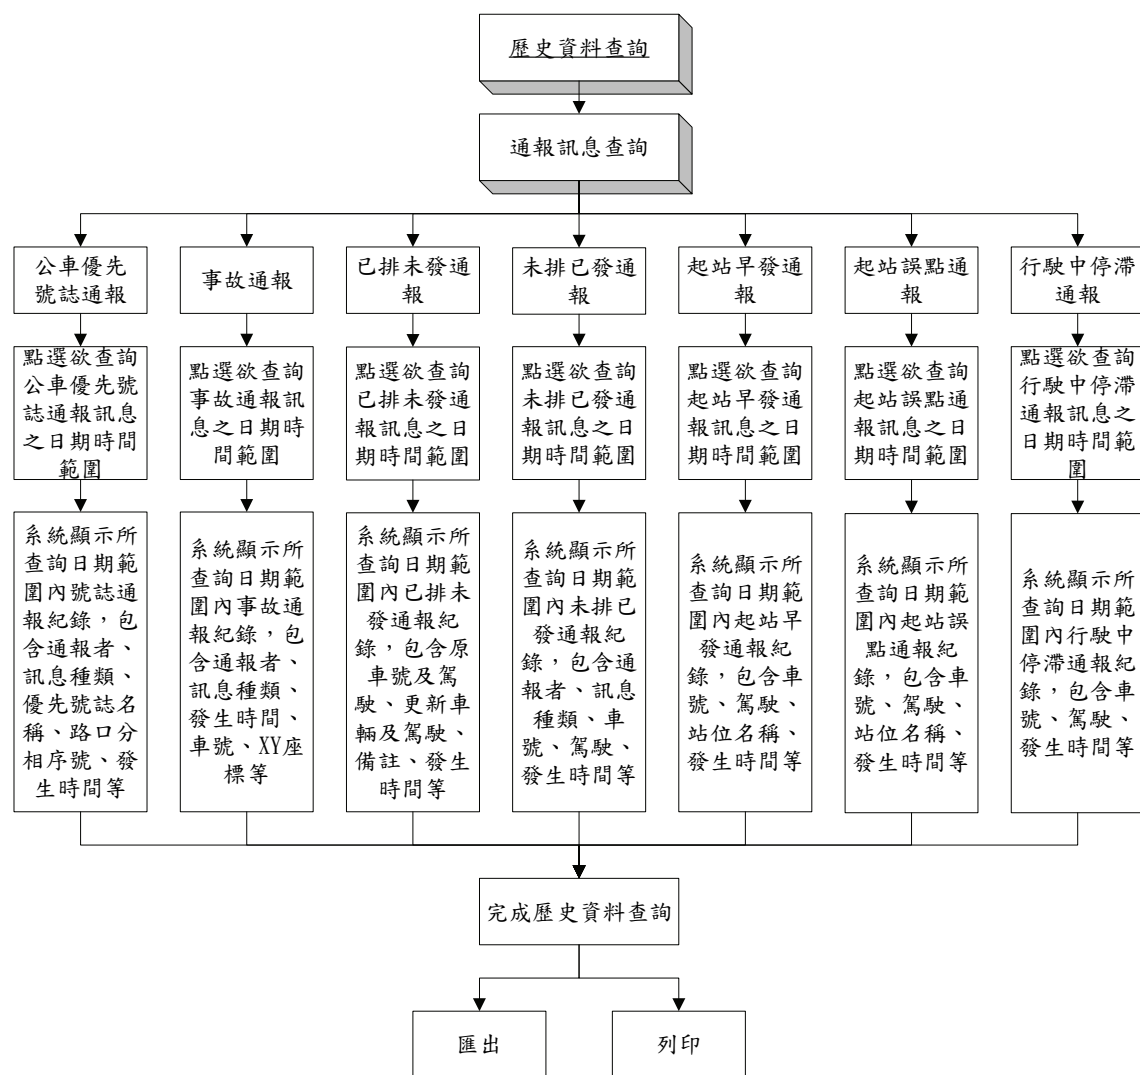 歷史資料查詢
通報訊息查詢
公車優先
號誌通報
事故通報
已排未發通
報
未排已發通
報
起站早發通
報
起站誤點通
報
行駛中停滯
通報
點選欲查詢
公車優先號
誌通報訊息
之日期時間
範圍
點選欲查詢
事故通報訊
息之日期時
間範圍
點選欲查詢
已排未發通
報訊息之日
期時間範圍
點選欲查詢
未排已發通
報訊息之日
期時間範圍
點選欲查詢
起站早發通
報訊息之日
期時間範圍
點選欲查詢
起站誤點通
報訊息之日
期時間範圍
點選欲查詢
行駛中停滯
通報訊息之
日期時間範
圍
系統顯示所
查詢日期範
圍內號誌通
報紀錄，包
含通報者、
訊息種類、
優先號誌名
稱、路口分
相序號、發
生時間等
系統顯示所
查詢日期範
圍內事故通
報紀錄，包
含通報者、
訊息種類、
發生時間、
車號、XY座
標等
系統顯示所
查詢日期範
圍內已排未
發通報紀
錄，包含原
車號及駕
駛、更新車
輛及駕駛、
備註、發生
時間等
系統顯示所
查詢日期範
圍內未排已
發通報紀
錄，包含通
報者、訊息
種類、車
號、駕駛、
發生時間等
系統顯示所
查詢日期範
圍內起站早
發通報紀
錄，包含車
號、駕駛、
站位名稱、
發生時間等
系統顯示所
查詢日期範
圍內起站誤
點通報紀
錄，包含車
號、駕駛、
站位名稱、
發生時間等
系統顯示所
查詢日期範
圍內行駛中
停滯通報紀
錄，包含車
號、駕駛、
發生時間等
完成歷史資料查詢
匯出
列印